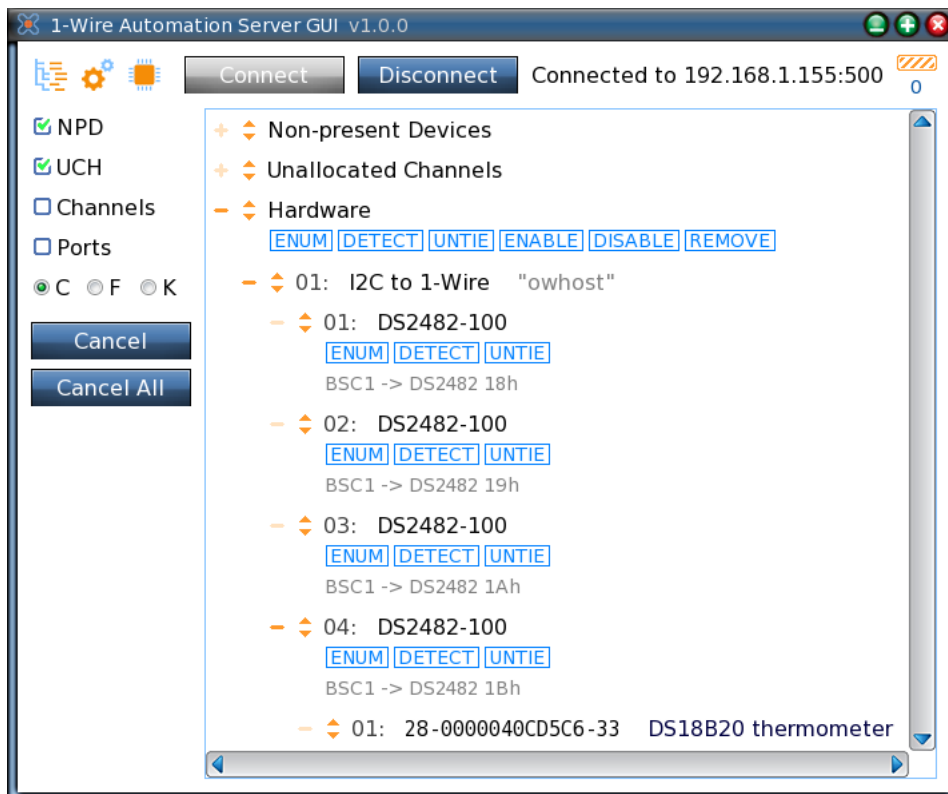 1-Wire Automation Server GUI v1.0.0
Connect Disconnect Connected to 192.168.1.155:500 0
NPD
UCH
Channels
Ports
C F K
Cancel
Cancel All
Non-present Devices
Unallocated Channels
Hardware
ENUM DETECT UNTIE ENABLE DISABLE REMOVE
01: I2C to 1-Wire "owhost"
01: DS2482-100
ENUM DETECT UNTIE
BSC1 -> DS2482 18h
02: DS2482-100
ENUM DETECT UNTIE
BSC1 -> DS2482 19h
03: DS2482-100
ENUM DETECT UNTIE
BSC1 -> DS2482 1Ah
04: DS2482-100
ENUM DETECT UNTIE
BSC1 -> DS2482 1Bh
01: 28-0000040CD5C6-33 DS18B20 thermometer